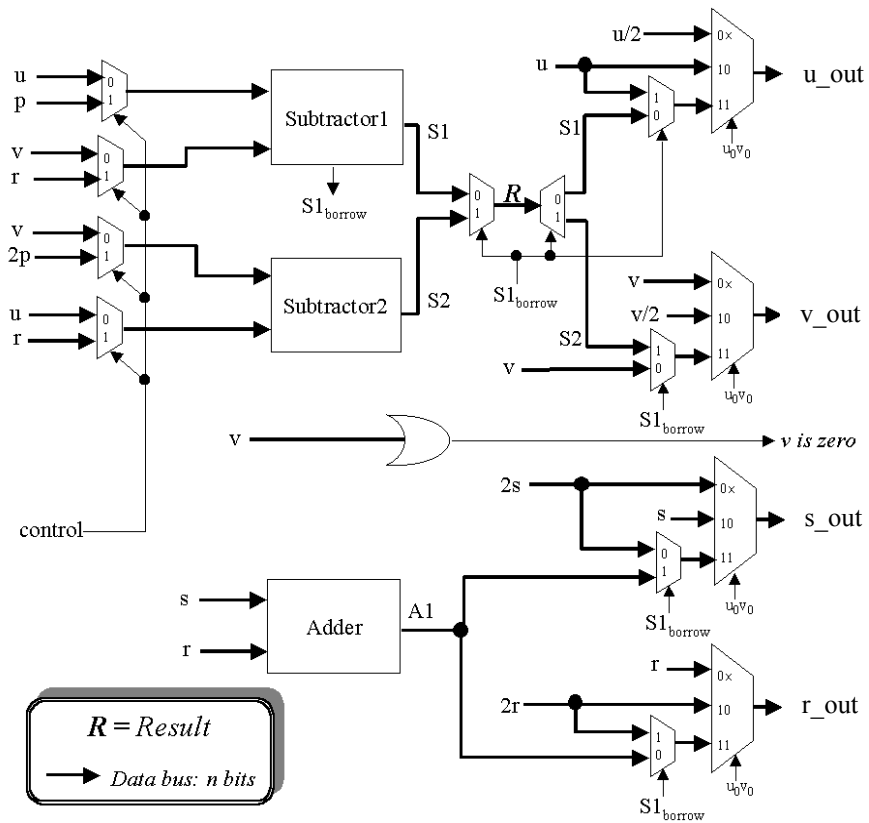 u
0
p
1
v
0
r
1
v
0
2p
1
u
0
r
1
control
Subtractor1
S1
S1borrow
Subtractor2
S2
0
1
R
0
1
S1borrow
u/2
0x
u
10
11
1
0
S1
u0v0
u_out
v
0x
v/2
10
S2
1
11
v
0
S1borrow
u0v0
v_out
v
v is zero
2s
0x
s
10
0
11
1
S1borrow
u0v0
s_out
s
r
Adder
A1
r
0x
2r
10
1
11
0
S1borrow
u0v0
r_out
R = Result
Data bus: n bits